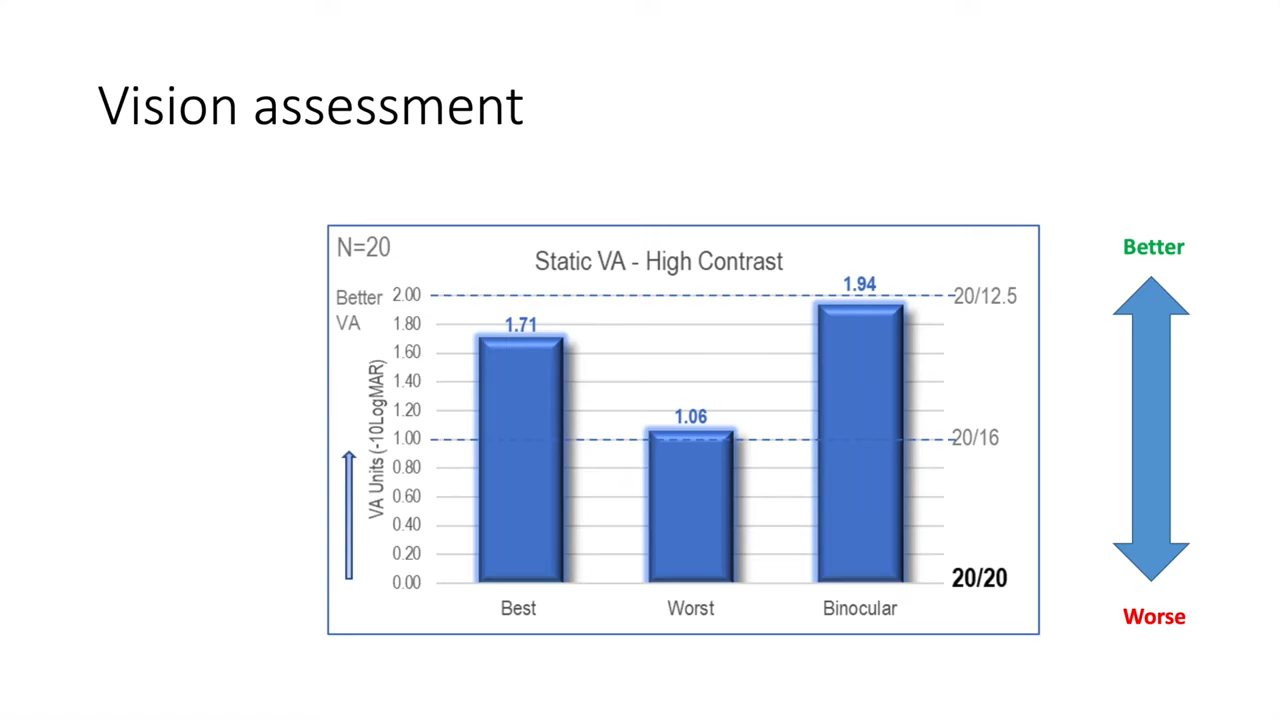 Vision assessment
N=20
Static VA - High Contrast
Better
VA
VA Units (-10LogMAR)
2.00
1.80
1.60
1.40
1.20
1.00
0.80
0.60
0.40
0.20
0.00
1.71
1.06
1.94
20/12.5
20/16
20/20
Best
Worst
Binocular
Better
Worse